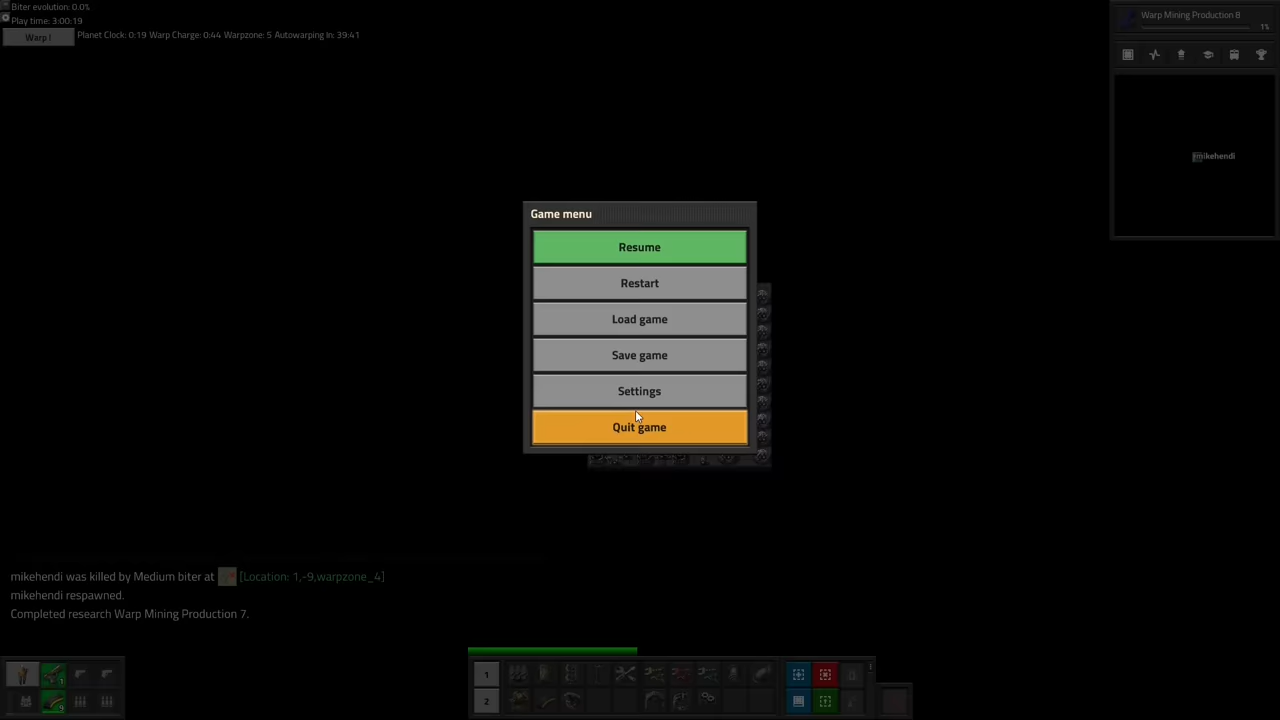 Biter evolution: 0.0%
Play time: 3:00:19
Warp !
Planet Clock: 0:19 Warp Charge: 0:44 Warpzone: 5 Autowarping In: 39:41
Warp Mining Production 8
1%
mikehendi
Game menu
Resume
Restart
Load game
Save game
Settings
Quit game
mikehendi was killed by Medium biter at [Location: 1,-9,warpzone_4]
mikehendi respawned.
Completed research Warp Mining Production 7.
1
1
2
9